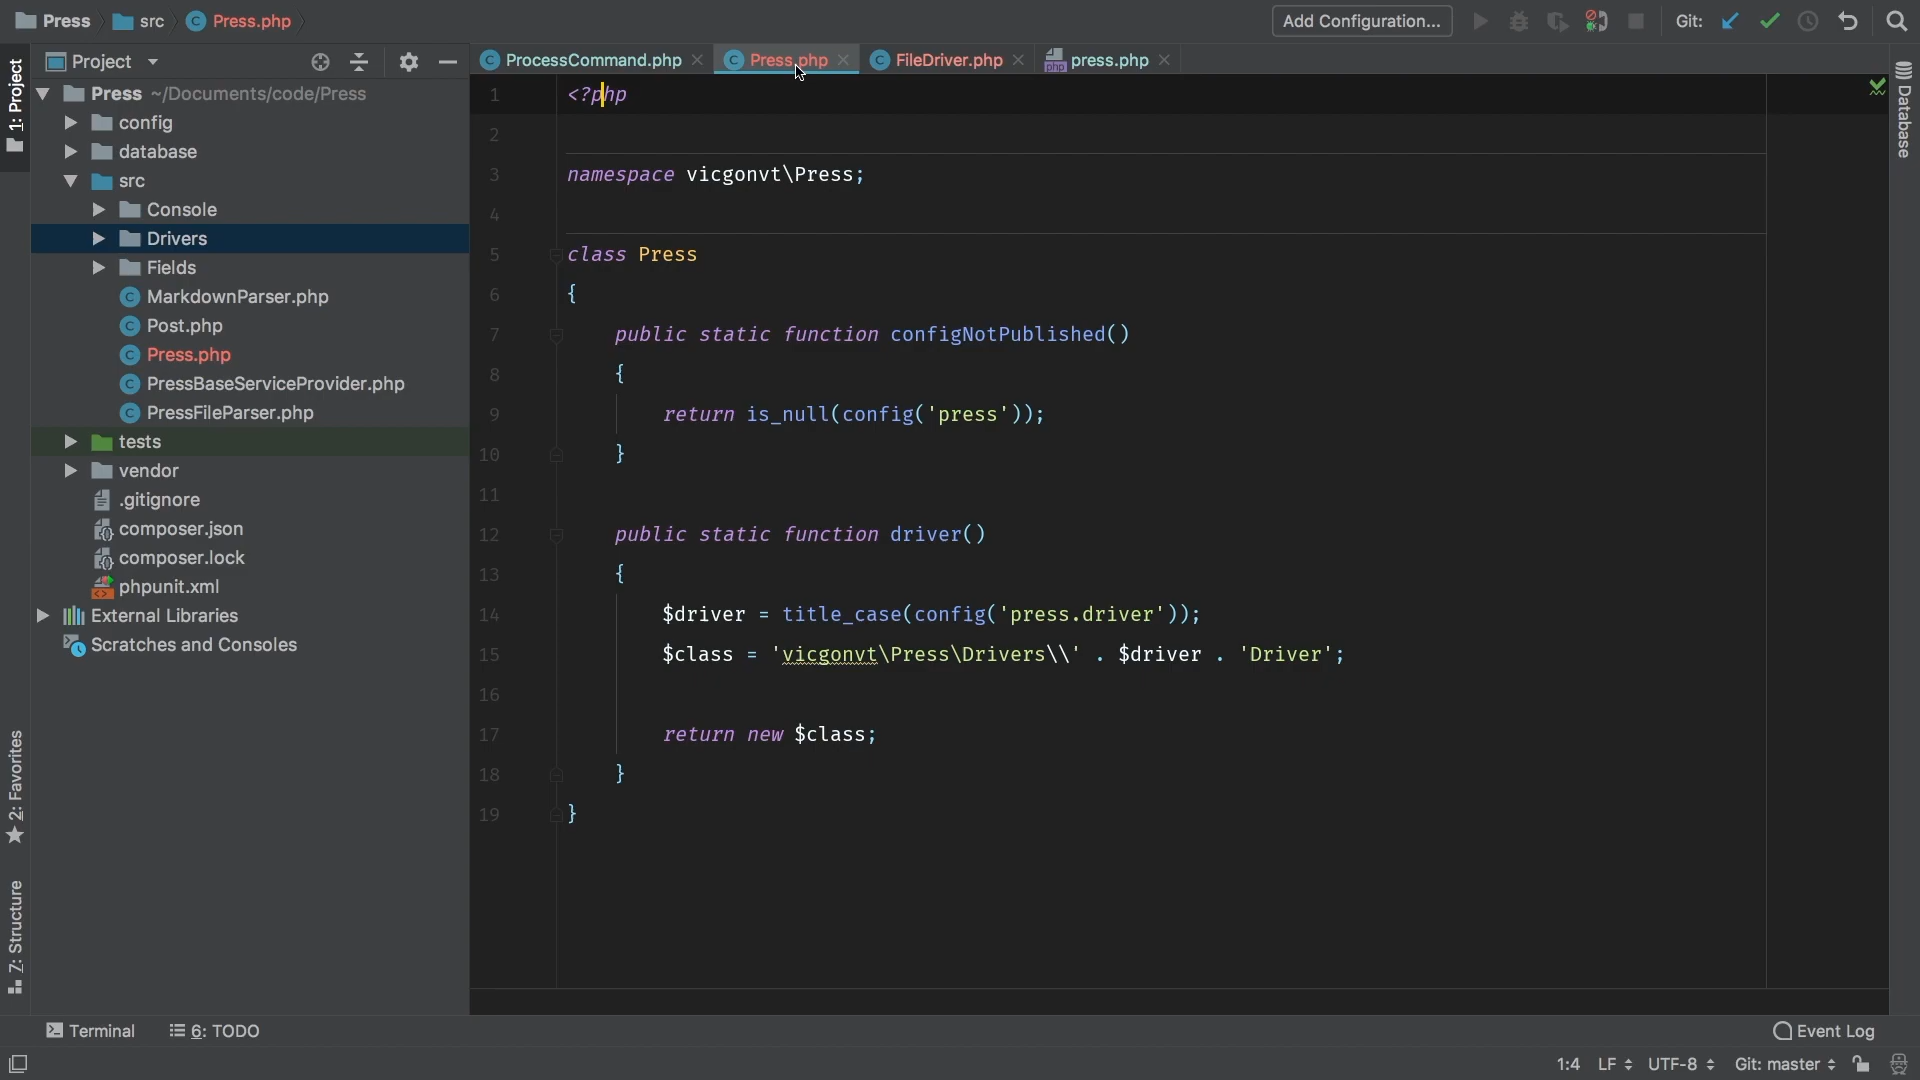 Press src Press.php Add Configuration... Git:
Project
ProcessCommand.php Press.php FileDriver.php press.php
1: Project
2: Favorites
Z: Structure
Database
Press ~/Documents/code/Press
config
database
src
Console
Drivers
Fields
MarkdownParser.php
Post.php
Press.php
PressBaseServiceProvider.php
PressFileParser.php
tests
vendor
.gitignore
composer.json
composer.lock
phpunit.xml
External Libraries
Scratches and Consoles
1 <?php
2
3 namespace vicgonvt\Press;
4
5 class Press
6 {
7 public static function configNotPublished()
8 {
9 return is_null(config('press'));
10 }
11
12 public static function driver()
13 {
14 $driver = title_case(config('press.driver'));
15 $class = 'vicgonvt\Press\Drivers\\' . $driver . 'Driver';
16
17 return new $class;
18 }
19 }
Terminal 6: TODO Event Log
1:4 LF UTF-8 Git: master